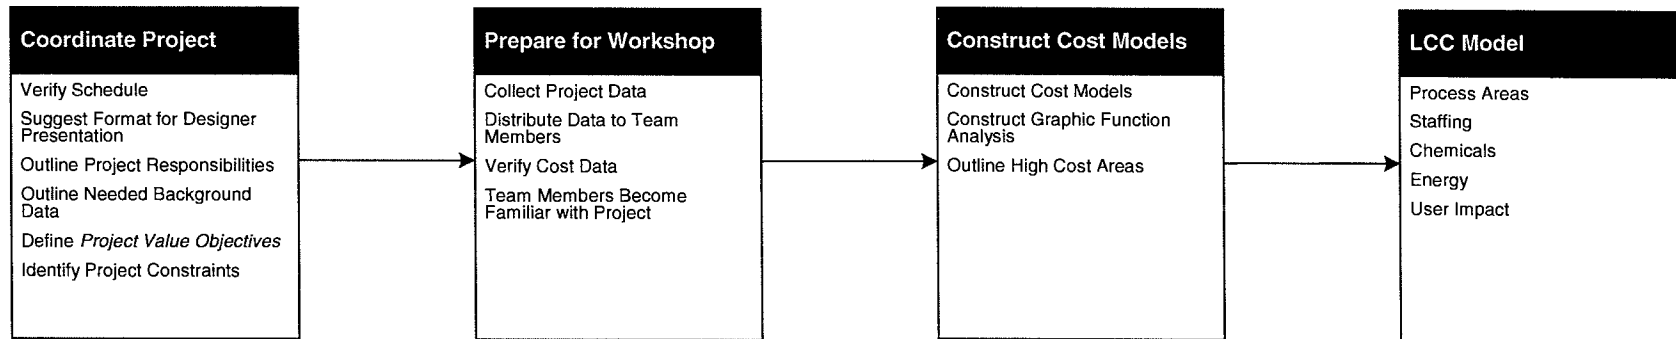 Coordinate Project
Verify Schedule
Suggest Format for Designer
Presentation
Outline Project Responsibilities
Outline Needed Background
Data
Define Project Value Objectives
Identify Project Constraints
Prepare for Workshop
Collect Project Data
Distribute Data to Team
Members
Verify Cost Data
Team Members Become
Familiar with Project
Construct Cost Models
Construct Cost Models
Construct Graphic Function
Analysis
Outline High Cost Areas
LCC Model
Process Areas
Staffing
Chemicals
Energy
User Impact